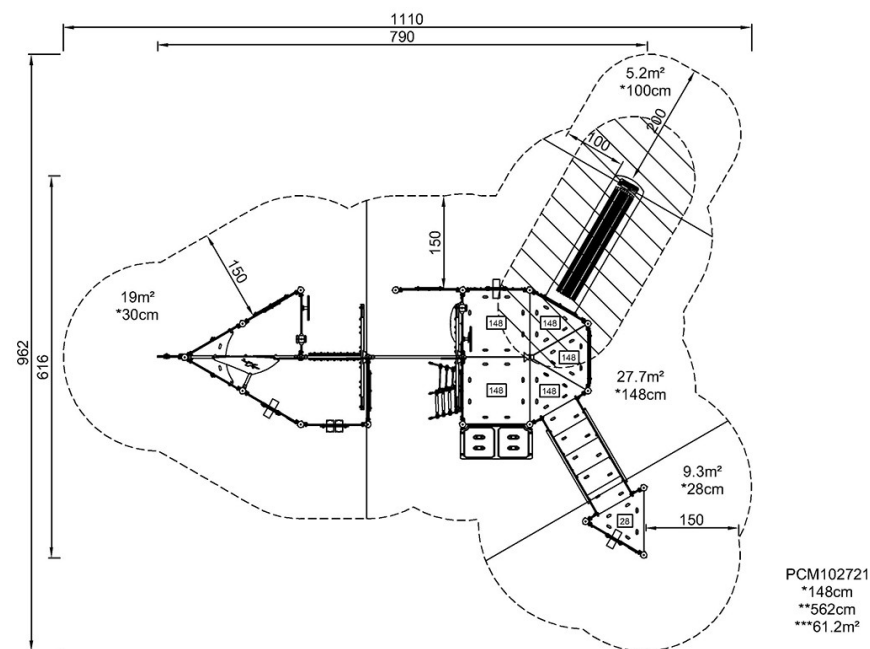 1110
790
5.2m²
*100cm
200
100
962
616
150
150
19m²
*30cm
148
148
148
148
148
27.7m²
*148cm
9.3m²
*28cm
28
150
PCM102721
*148cm
**562cm
***61.2m²